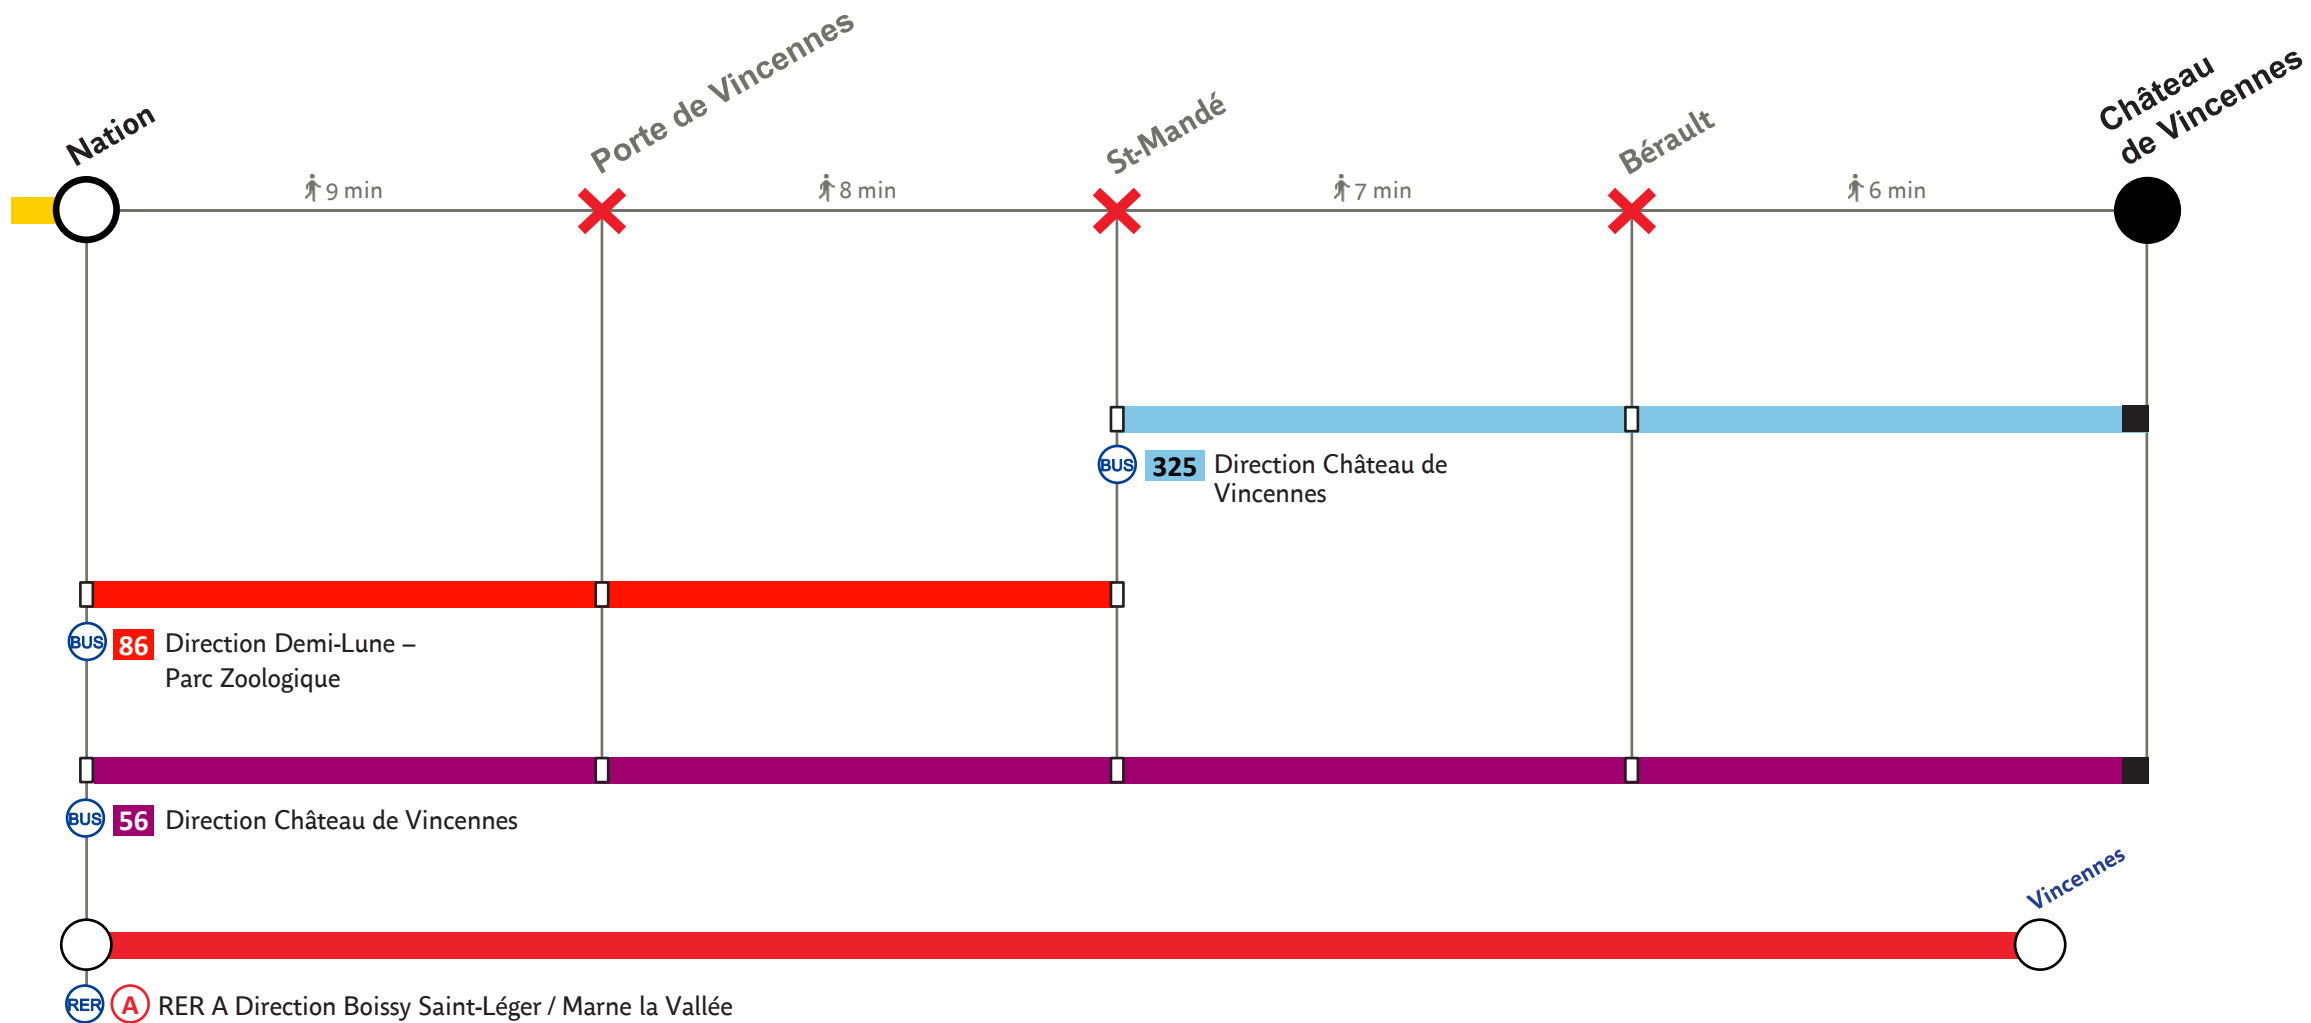 Nation
Porte de Vincennes
St-Mandé
Bérault
Château
de Vincennes
9 min
8 min
7 min
6 min
BUS 325 Direction Château de
Vincennes
BUS 86 Direction Demi-Lune –
Parc Zoologique
BUS 56 Direction Château de Vincennes
Vincennes
RER A RER A Direction Boissy Saint-Léger / Marne la Vallée